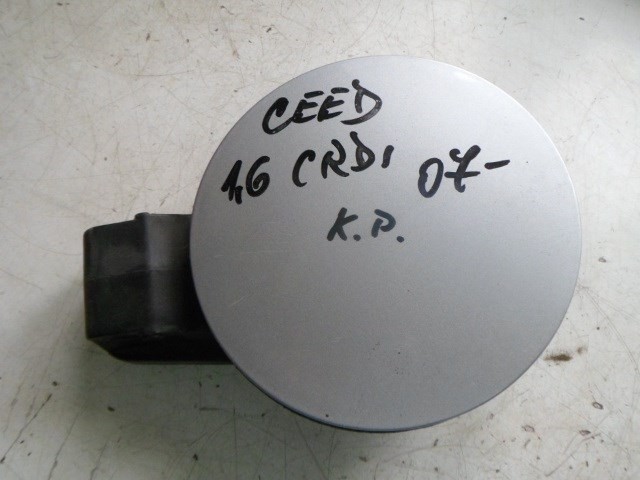 CEED
1,6 CRDI 07-
K.P.